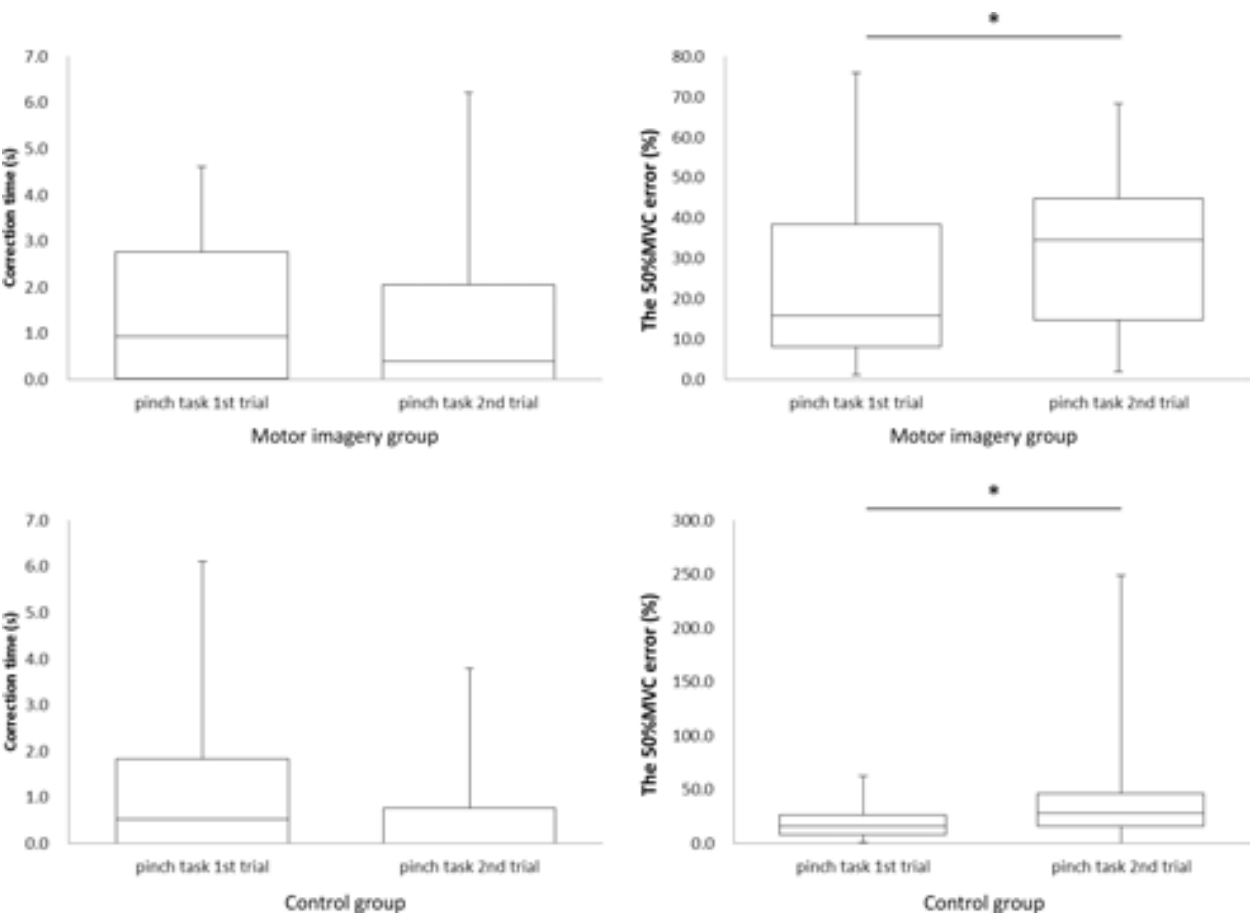 *
7.0
6.0
5.0
4.0
3.0
2.0
1.0
0.0
Correction time (s)
pinch task 1st trial
pinch task 2nd trial
Motor imagery group
80.0
70.0
60.0
50.0
40.0
30.0
20.0
10.0
0.0
The 50%MVC error (%)
pinch task 1st trial
pinch task 2nd trial
Motor imagery group
7.0
6.0
5.0
4.0
3.0
2.0
1.0
0.0
Correction time (s)
pinch task 1st trial
pinch task 2nd trial
Control group
*
300.0
250.0
200.0
150.0
100.0
50.0
0.0
The 50%MVC error (%)
pinch task 1st trial
pinch task 2nd trial
Control group